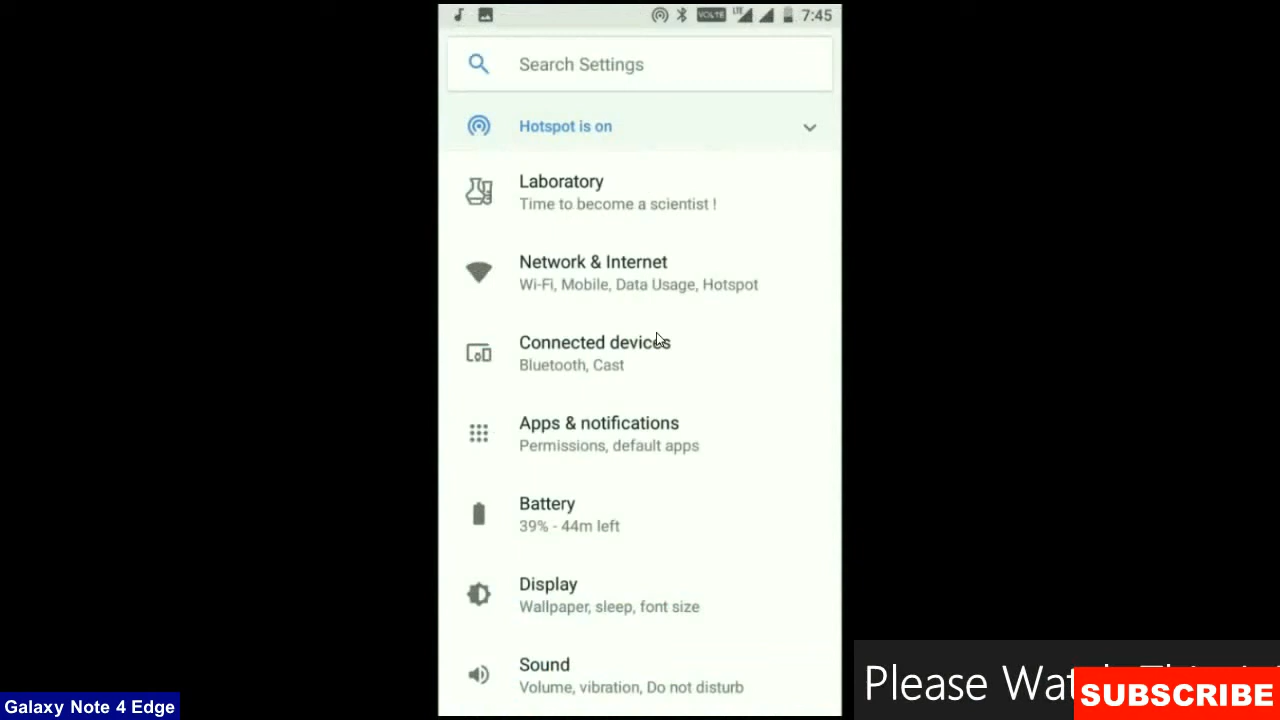 VOLTE LTE 7:45
Search Settings
Hotspot is on
Laboratory
Time to become a scientist !
Network & Internet
Wi-Fi, Mobile, Data Usage, Hotspot
Connected devices
Bluetooth, Cast
Apps & notifications
Permissions, default apps
Battery
39% - 44m left
Display
Wallpaper, sleep, font size
Sound
Volume, vibration, Do not disturb
Galaxy Note 4 Edge
Please
SUBSCRIBE